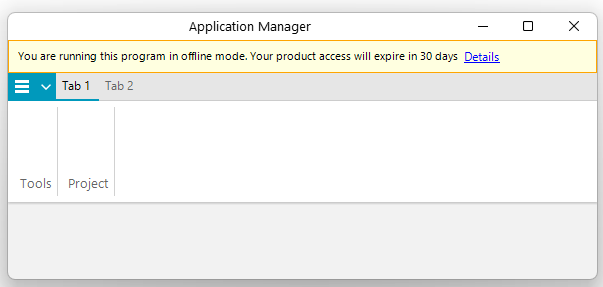 Application Manager
You are running this program in offline mode. Your product access will expire in 30 days Details
Tab 1 Tab 2
Tools Project